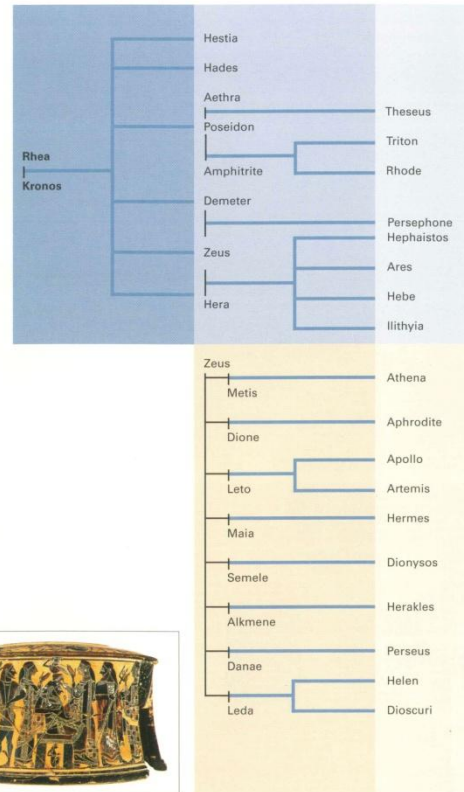 Hestia
Hades
Aethra
Theseus
Poseidon
Triton
Rhea
Amphitrite
Rhode
Kronos
Demeter
Persephone
Hephaistos
Zeus
Ares
Hera
Hebe
Ilithyia
Zeus
Athena
Metis
Aphrodite
Dione
Apollo
Leto
Artemis
Hermes
Maia
Dionysos
Semele
Herakles
Alkmene
Perseus
Danae
Helen
Leda
Dioscuri